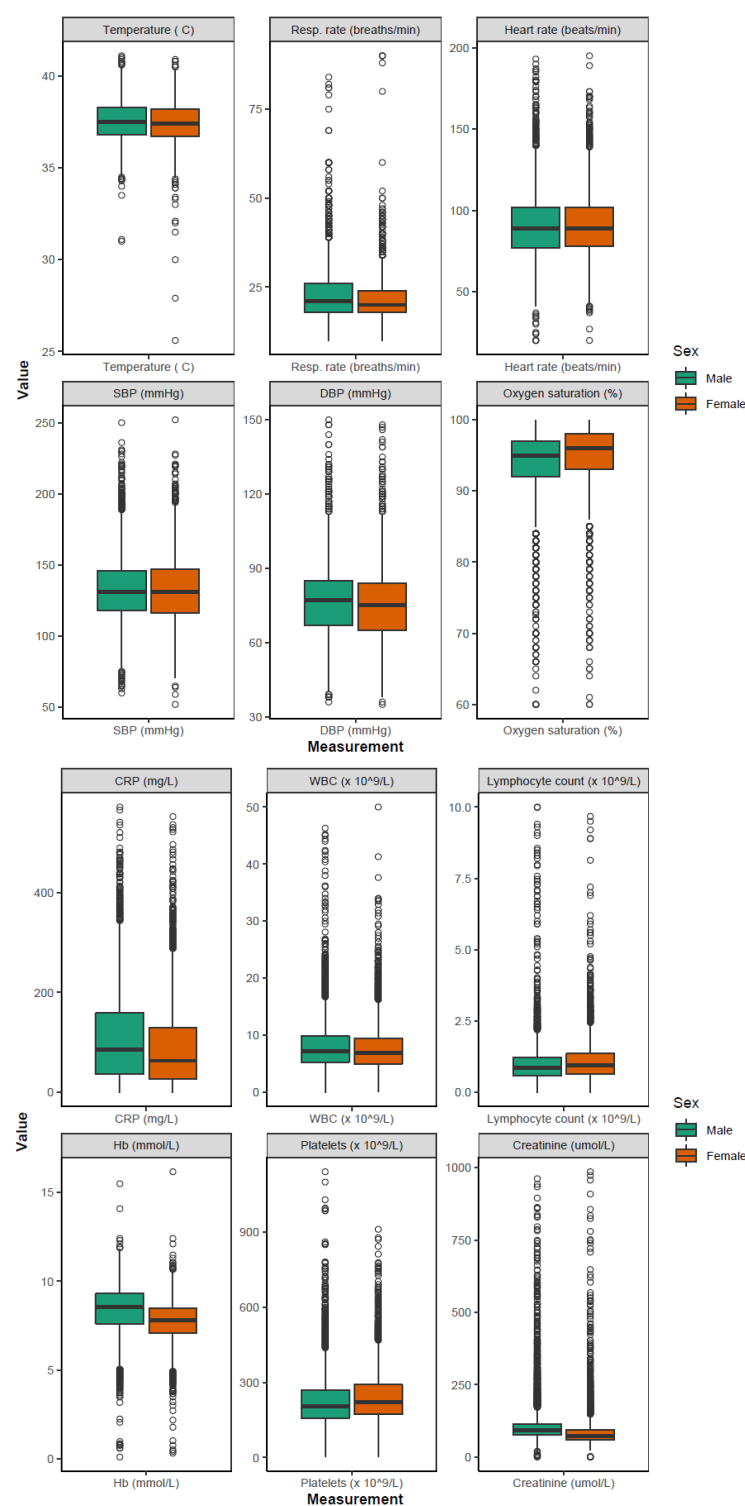 Temperature ( C) Resp. rate (breaths/min) Heart rate (beats/min)
40
35
30
25
75
50
25
200
150
100
50
Temperature ( C) Resp. rate (breaths/min) Heart rate (beats/min)
Value
SBP (mmHg) DBP (mmHg) Oxygen saturation (%)
250
200
150
100
50
150
120
90
60
30
100
90
80
70
60
SBP (mmHg) DBP (mmHg) Oxygen saturation (%)
Measurement
Sex
Male
Female
CRP (mg/L) WBC (x 10^9/L) Lymphocyte count (x 10^9/L)
400
200
0
50
40
30
20
10
0
10.0
7.5
5.0
2.5
0.0
CRP (mg/L) WBC (x 10^9/L) Lymphocyte count (x 10^9/L)
Value
Hb (mmol/L) Platelets (x 10^9/L) Creatinine (umol/L)
15
10
5
0
900
600
300
0
1000
750
500
250
0
Hb (mmol/L) Platelets (x 10^9/L) Creatinine (umol/L)
Measurement
Sex
Male
Female